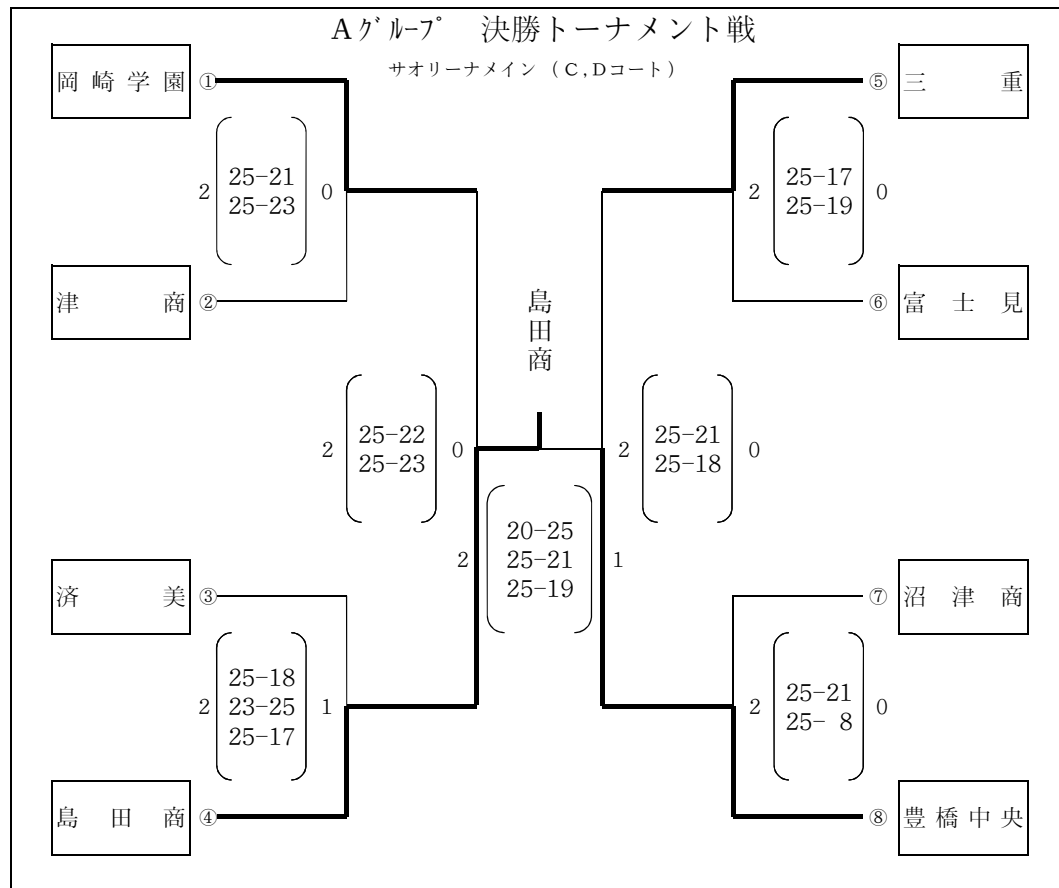 Aグループ 決勝トーナメント戦
サオリーナメイン (C,Dコート)
岡崎学園 ①
⑤ 三重
2 25-21 0
25-23
2 25-17 0
25-19
津商 ②
⑥ 富士見
島田商
2 25-22 0
25-23
2 25-21 0
25-18
2 20-25 1
25-21
25-19
済美 ③
⑦ 沼津商
2 25-18 1
23-25
25-17
2 25-21 0
25- 8
島田商 ④
⑧ 豊橋中央